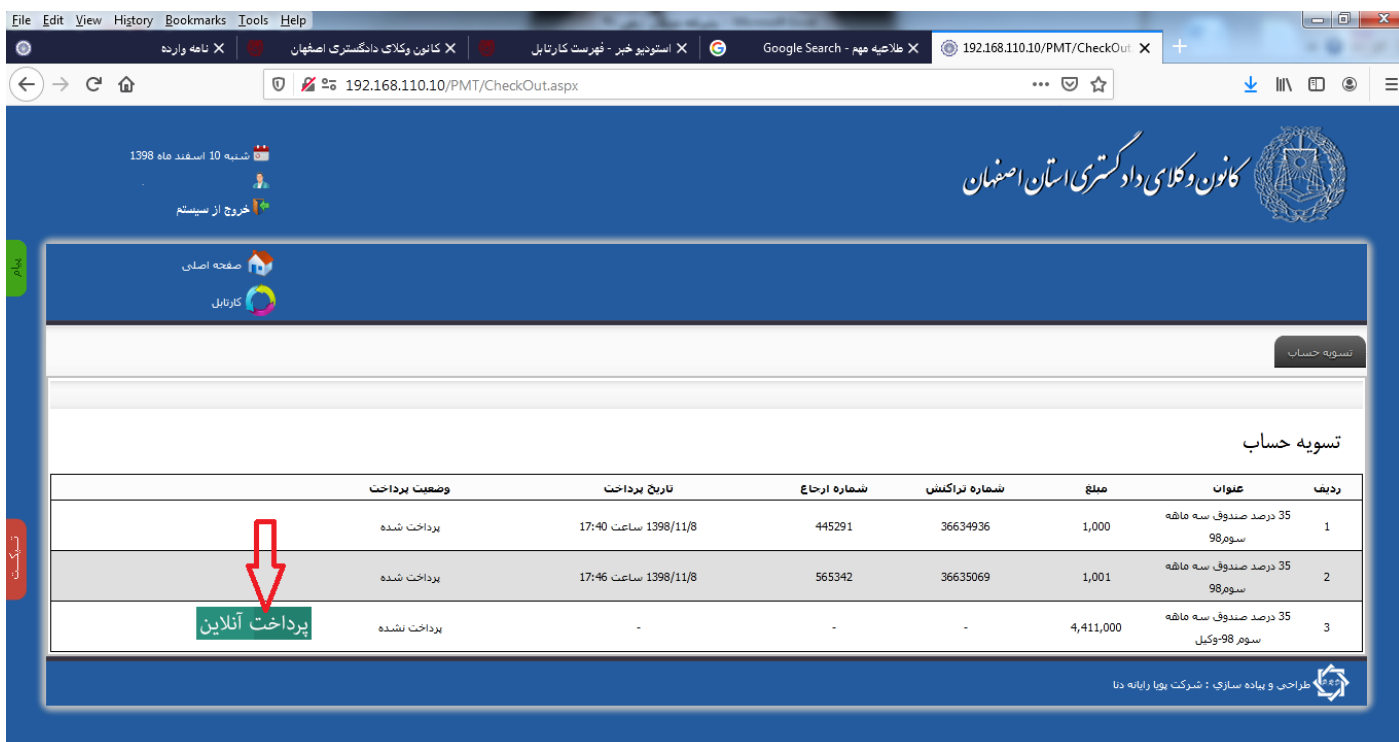 File Edit View History Bookmarks Tools Help
نامه وارده
کانون وکلای دادگستری اصفهان
استودیو خبر - فهرست کارتابل
طلاعیه مهم - Google Search
192.168.110.10/PMT/CheckOut
192.168.110.10/PMT/CheckOut.aspx
کانون وکلای دادگستری استان اصفهان
شنبه 10 اسفند ماه 1398
خروج از سیستم
صفحه اصلی
کارتابل
پیام
تیکت
تسویه حساب
تسویه حساب
ردیف عنوان مبلغ شماره تراکنش شماره ارجاع تاریخ پرداخت وضعیت پرداخت
1 35 درصد صندوق سه ماهه سوم98 1,000 36634936 445291 1398/11/8 ساعت 17:40 پرداخت شده
2 35 درصد صندوق سه ماهه سوم98 1,001 36635069 565342 1398/11/8 ساعت 17:46 پرداخت شده
3 35 درصد صندوق سه ماهه سوم 98-وکیل 4,411,000 - - - پرداخت نشده پرداخت آنلاین
طراحی و پیاده سازی : شرکت پویا رایانه دنا